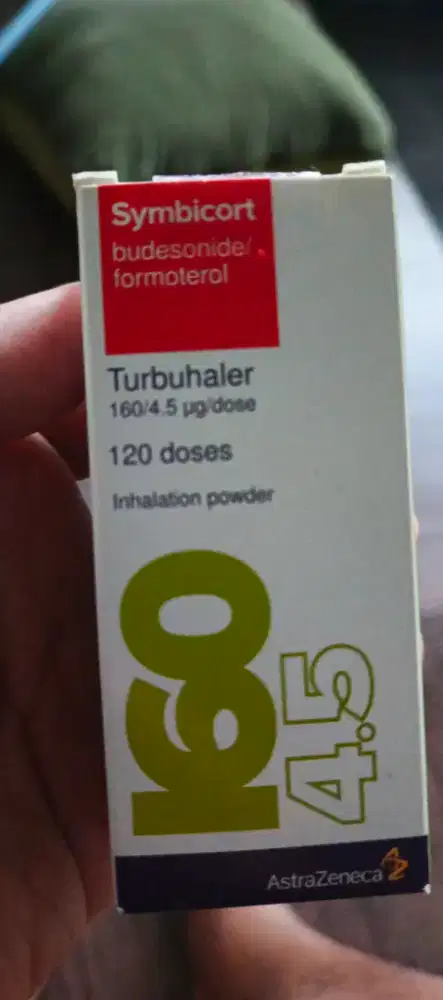 Symbicort
budesonide/
formoterol
Turbuhaler
160/4.5 µg/dose
120 doses
Inhalation powder
160
4.5
AstraZeneca